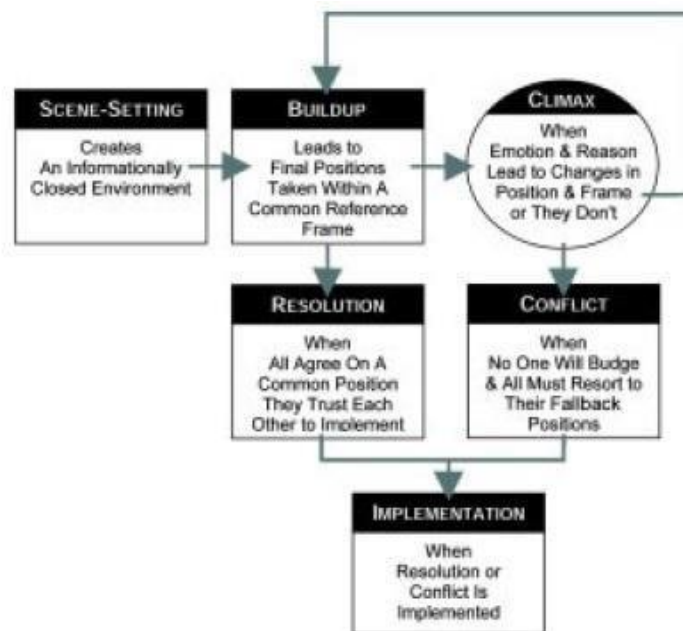 SCENE-SETTING
Creates
An Informationally
Closed Environment
BUILDUP
Leads to
Final Positions
Taken Within A
Common Reference
Frame
CLIMAX
When
Emotion & Reason
Lead to Changes in
Position & Frame
or They Don't
RESOLUTION
When
All Agree On A
Common Position
They Trust Each
Other to Implement
CONFLICT
When
No One Will Budge
& All Must Resort to
Their Fallback
Positions
IMPLEMENTATION
When
Resolution or
Conflict Is
Implemented